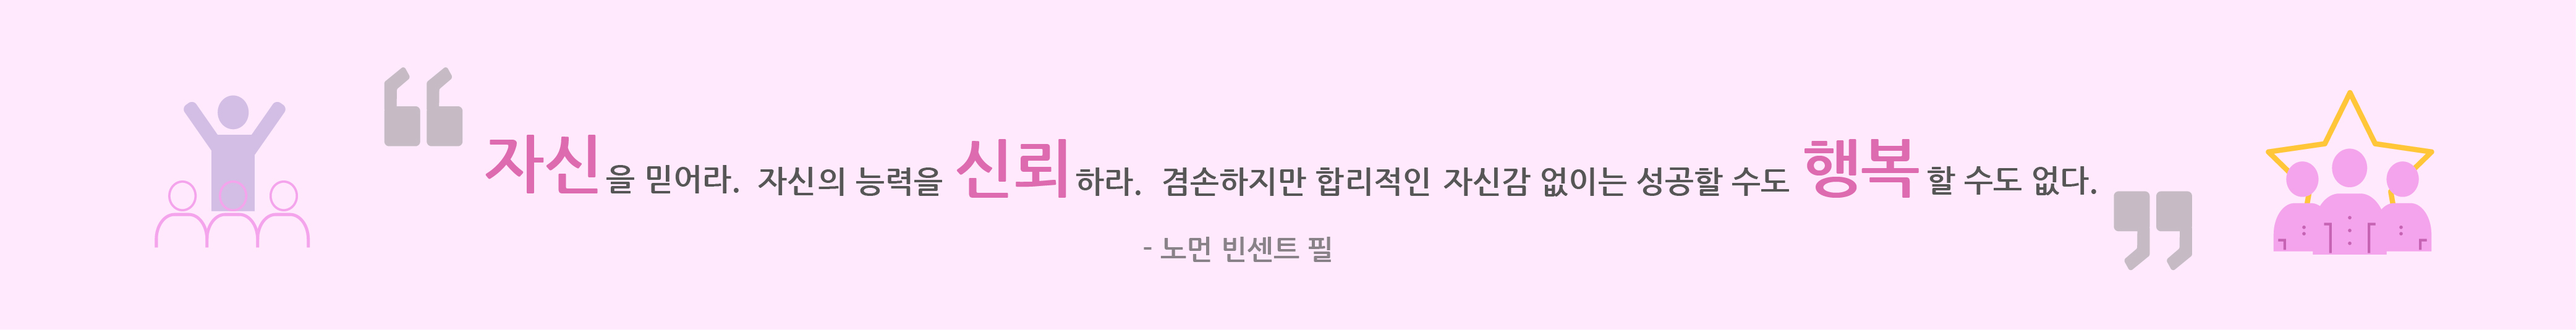 “ 자신을 믿어라. 자신의 능력을 신뢰하라. 겸손하지만 합리적인 자신감 없이는 성공할 수도 행복할 수도 없다. ”
- 노먼 빈센트 필